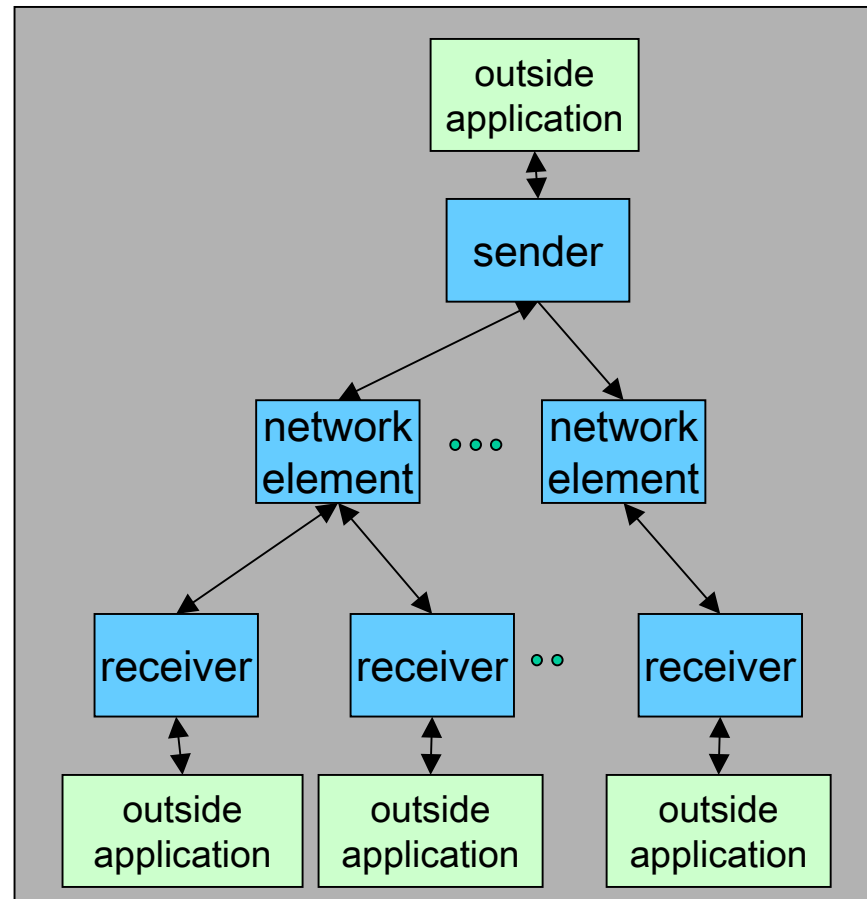 outside
application
sender
network
element
network
element
receiver
receiver
receiver
outside
application
outside
application
outside
application